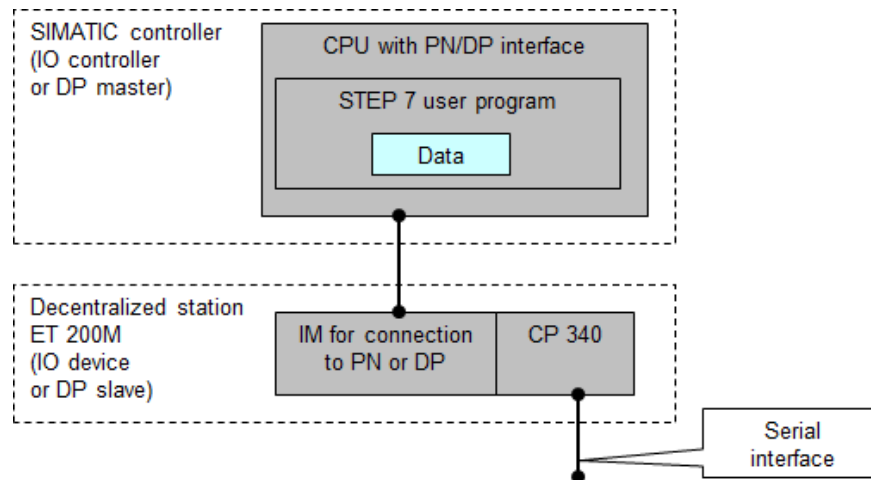 SIMATIC controller
(IO controller
or DP master)
CPU with PN/DP interface
STEP 7 user program
Data
Decentralized station
ET 200M
(IO device
or DP slave)
IM for connection
to PN or DP
CP 340
Serial
interface